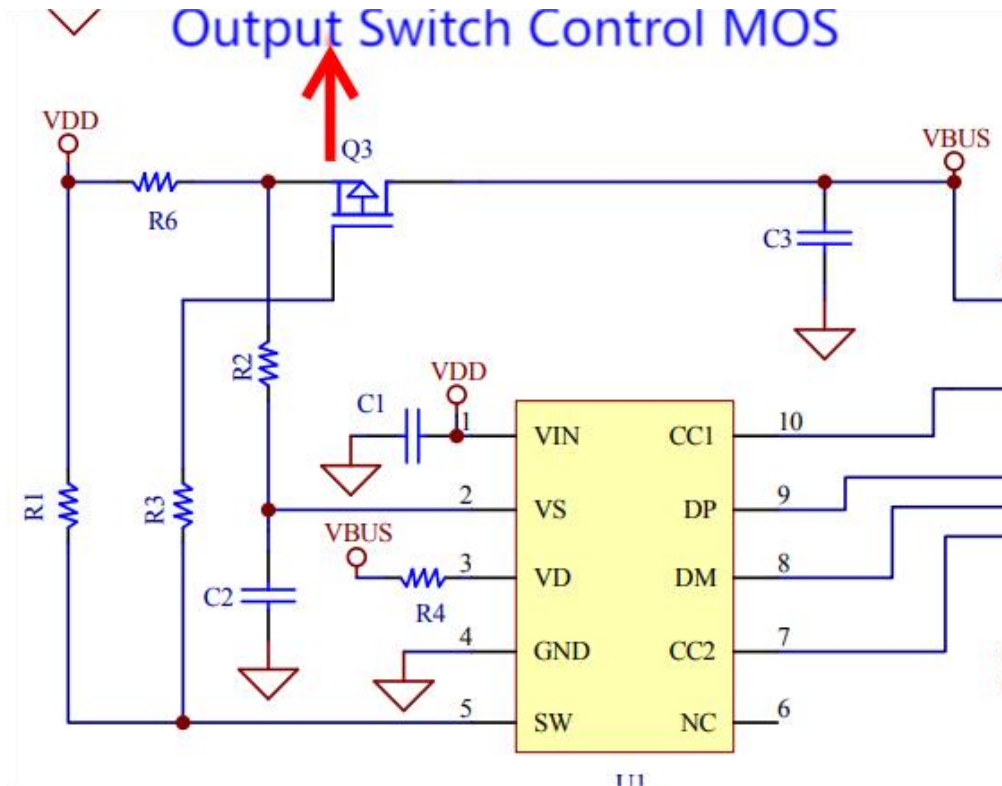 Output Switch Control MOS
VDD
Q3
VBUS
R6
C3
R2
VDD
C1
1
VIN
CC1
10
R1
R3
2
VS
DP
9
VBUS
3
VD
DM
8
C2
R4
4
GND
CC2
7
5
SW
NC
6
U1